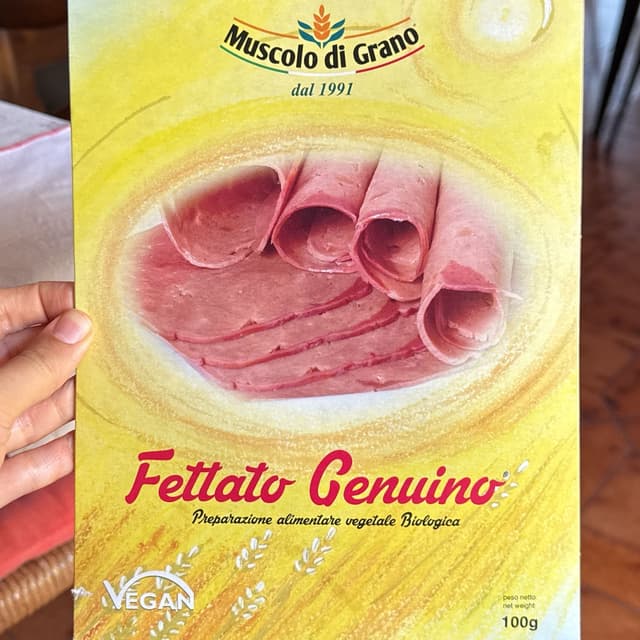 Muscolo di Grano
dal 1991
Fettato Genuino
Preparazione alimentare vegetale Biologica
VEGAN
peso netto
net weight
100g